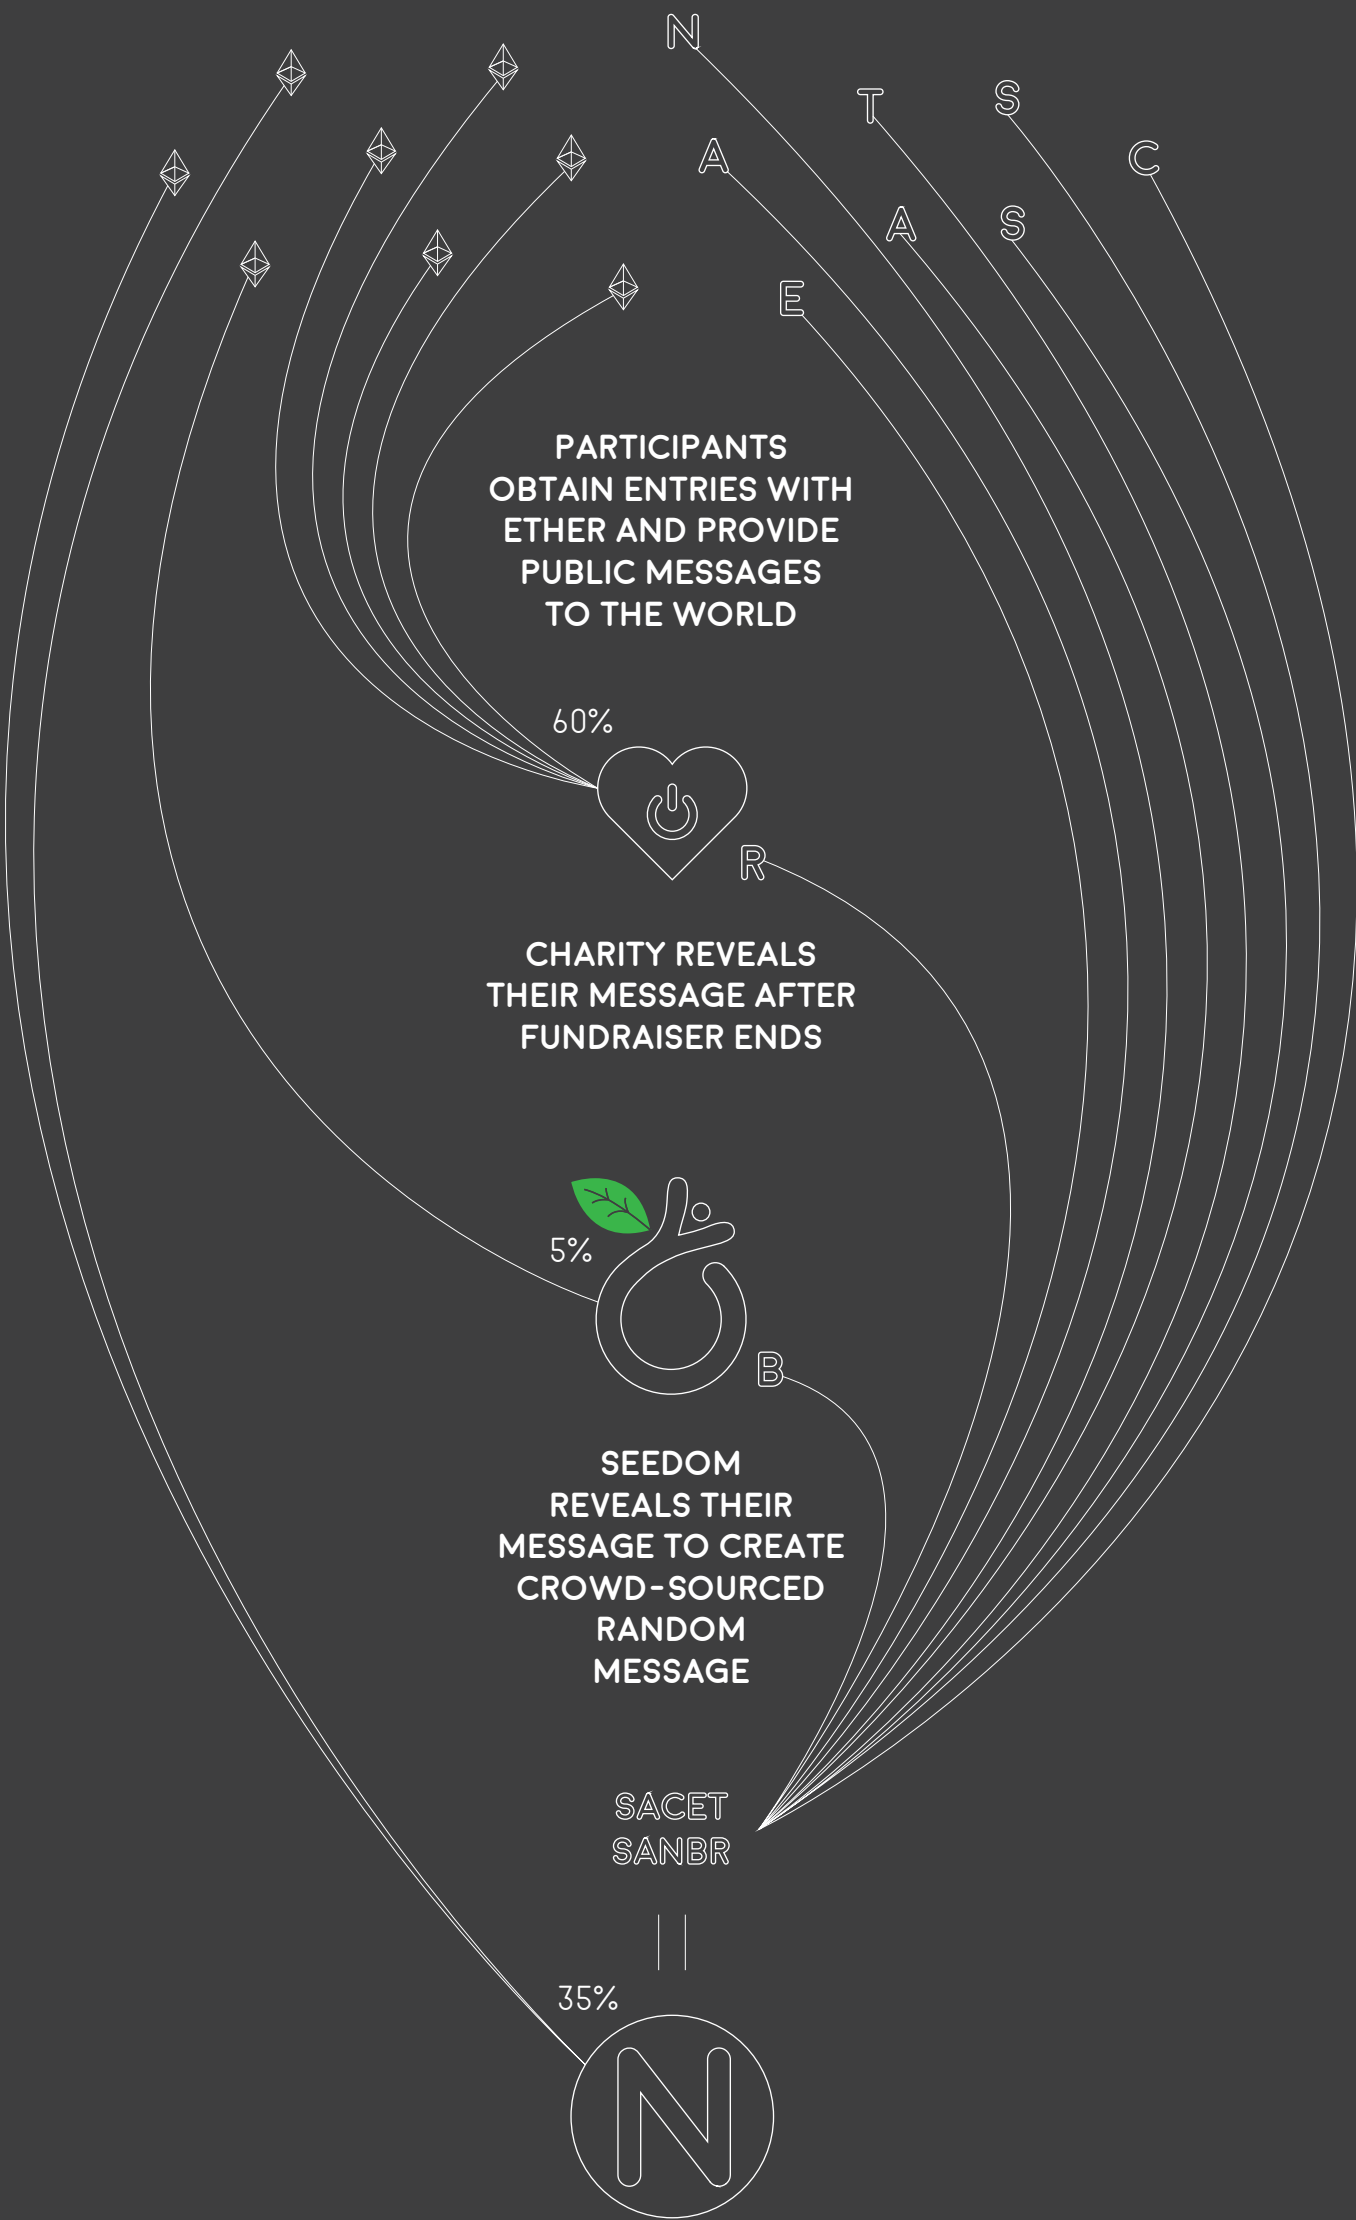 N
T
S
A
C
A
S
E
PARTICIPANTS
OBTAIN ENTRIES WITH
ETHER AND PROVIDE
PUBLIC MESSAGES
TO THE WORLD
60%
R
CHARITY REVEALS
THEIR MESSAGE AFTER
FUNDRAISER ENDS
5%
B
SEEDOM
REVEALS THEIR
MESSAGE TO CREATE
CROWD-SOURCED
RANDOM
MESSAGE
SACET
SANBR
35%
N